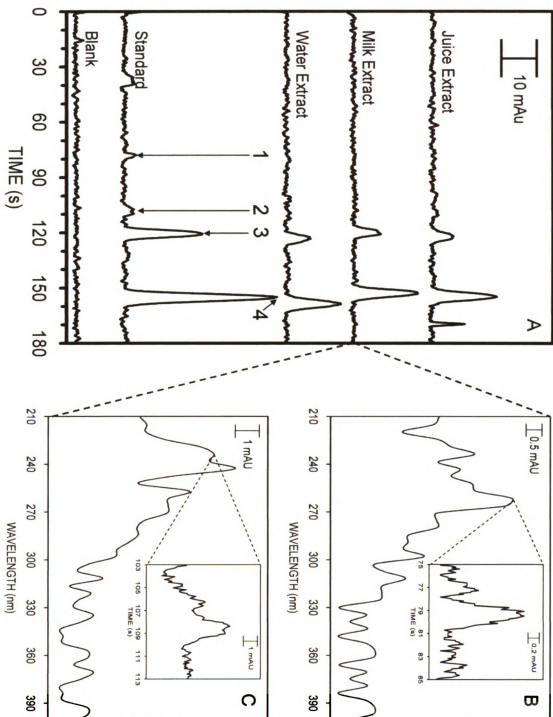 A
10 mAu
Juice Extract
Milk Extract
Water Extract
Standard
Blank
1
2
3
4
0
30
60
90
120
150
180
TIME (s)
B
0.5 mAU
0.2 mAU
75
77
79
81
83
85
TIME (s)
210
240
270
300
330
360
390
WAVELENGTH (nm)
C
1 mAU
1 mAU
103
105
107
109
111
113
TIME (s)
210
240
270
300
330
360
390
WAVELENGTH (nm)